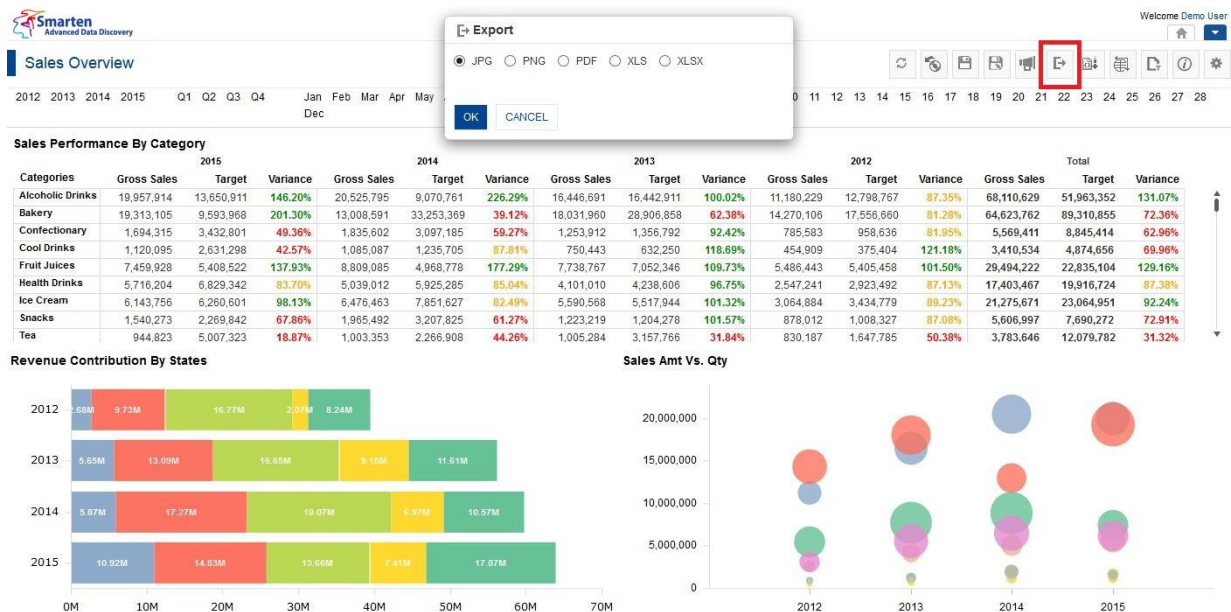 Smarten
Advanced Data Discovery
Welcome Demo User
Export
JPG PNG PDF XLS XLSX
OK CANCEL
Sales Overview
2012 2013 2014 2015 Q1 Q2 Q3 Q4 Jan Feb Mar Apr May 11 12 13 14 15 16 17 18 19 20 21 22 23 24 25 26 27 28
Dec
Sales Performance By Category
2015 2014 2013 2012 Total
Categories Gross Sales Target Variance Gross Sales Target Variance Gross Sales Target Variance Gross Sales Target Variance Gross Sales Target Variance
Alcoholic Drinks 19,957,914 13,650,911 146.20% 20,525,795 9,070,761 226.29% 16,446,691 16,442,911 100.02% 11,180,229 12,798,767 87.35% 68,110,629 51,963,352 131.07%
Bakery 19,313,105 9,593,968 201.30% 13,008,591 33,253,369 39.12% 18,031,960 28,906,858 62.38% 14,270,106 17,556,660 81.28% 64,623,762 89,310,855 72.36%
Confectionary 1,694,315 3,432,801 49.36% 1,835,602 3,097,185 59.27% 1,253,912 1,356,792 92.42% 785,583 958,636 81.95% 5,569,411 8,845,414 62.96%
Cool Drinks 1,120,095 2,631,298 42.57% 1,085,087 1,235,705 87.81% 750,443 632,250 118.69% 454,909 375,404 121.18% 3,410,534 4,874,656 69.96%
Fruit Juices 7,459,928 5,408,522 137.93% 8,809,085 4,968,778 177.29% 7,738,767 7,052,346 109.73% 5,486,443 5,405,458 101.50% 29,494,222 22,835,104 129.16%
Health Drinks 5,716,204 6,829,342 83.70% 5,039,012 5,925,285 85.04% 4,101,010 4,238,606 96.75% 2,547,241 2,923,492 87.13% 17,403,467 19,916,724 87.38%
Ice Cream 6,143,756 6,260,601 98.13% 6,476,463 7,851,627 82.49% 5,590,568 5,517,944 101.32% 3,064,884 3,434,779 89.23% 21,275,671 23,064,951 92.24%
Snacks 1,540,273 2,269,842 67.86% 1,965,492 3,207,825 61.27% 1,223,219 1,204,278 101.57% 878,012 1,008,327 87.08% 5,606,997 7,690,272 72.91%
Tea 944,823 5,007,323 18.87% 1,003,353 2,266,908 44.26% 1,005,284 3,157,766 31.84% 830,187 1,647,785 50.38% 3,783,646 12,079,782 31.32%
Revenue Contribution By States
2012 2.68M 9.73M 16.77M 2.07M 8.24M
2013 5.65M 13.09M 16.65M 9.15M 11.61M
2014 5.87M 17.27M 19.07M 6.97M 10.57M
2015 10.92M 14.83M 13.66M 7.41M 17.07M
0M 10M 20M 30M 40M 50M 60M 70M
Sales Amt Vs. Qty
20,000,000
15,000,000
10,000,000
5,000,000
0
2012 2013 2014 2015